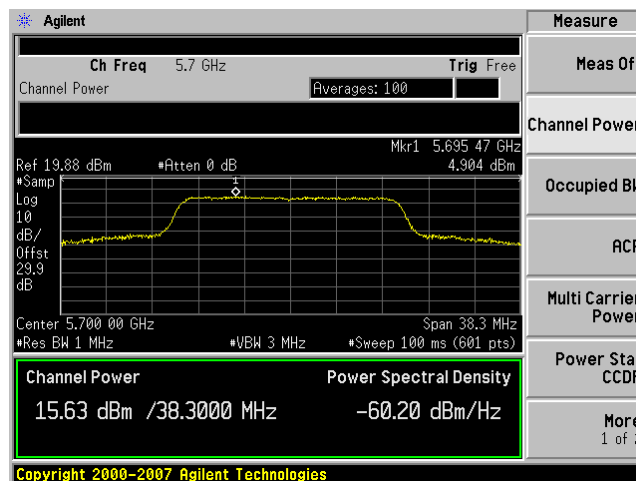 Agilent
Measure
Ch Freq 5.7 GHz Trig Free
Meas Of
Channel Power
Averages: 100
Channel Power
Mkr1 5.695 47 GHz
Ref 19.88 dBm #Atten 0 dB 4.904 dBm
#Samp
Log
10
dB/
Offst
29.9
dB
1
Occupied BW
ACP
Multi Carrier
Power
Center 5.700 00 GHz Span 38.3 MHz
#Res BW 1 MHz #VBW 3 MHz #Sweep 100 ms (601 pts)
Power Sta
CCDF
Channel Power Power Spectral Density
15.63 dBm /38.3000 MHz -60.20 dBm/Hz
More
1 of 2
Copyright 2000-2007 Agilent Technologies